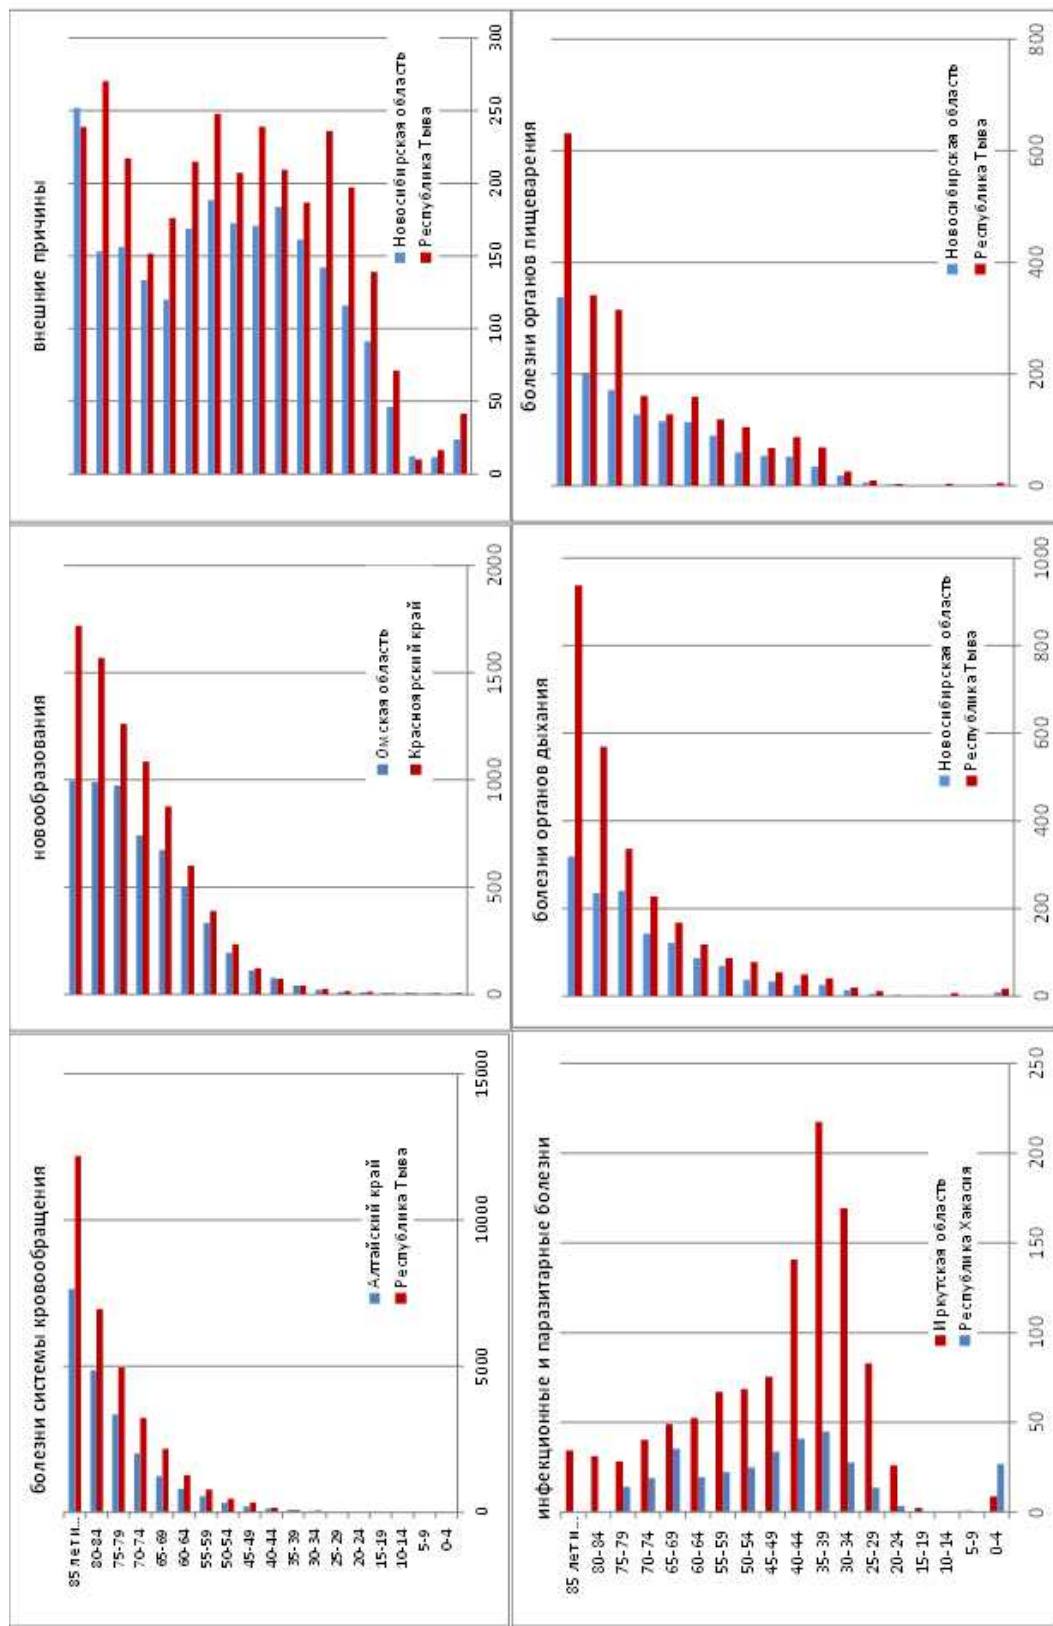 болезни системы кровообращения
85 лет и...
80-84
75-79
70-74
65-69
60-64
55-59
50-54
45-49
40-44
35-39
30-34
25-29
20-24
15-19
10-14
5-9
0-4
Алтайский край
Республика Тыва
0 5000 10000 15000
новообразования
Омская область
Красноярский край
0 500 1000 1500 2000
внешние причины
Новосибирская область
Республика Тыва
0 50 100 150 200 250 300
инфекционные и паразитарные болезни
85 лет и...
80-84
75-79
70-74
65-69
60-64
55-59
50-54
45-49
40-44
35-39
30-34
25-29
20-24
15-19
10-14
5-9
0-4
Иркутская область
Республика Хакасия
0 50 100 150 200 250
болезни органов дыхания
Новосибирская область
Республика Тыва
0 200 400 600 800 1000
болезни органов пищеварения
Новосибирская область
Республика Тыва
0 200 400 600 800